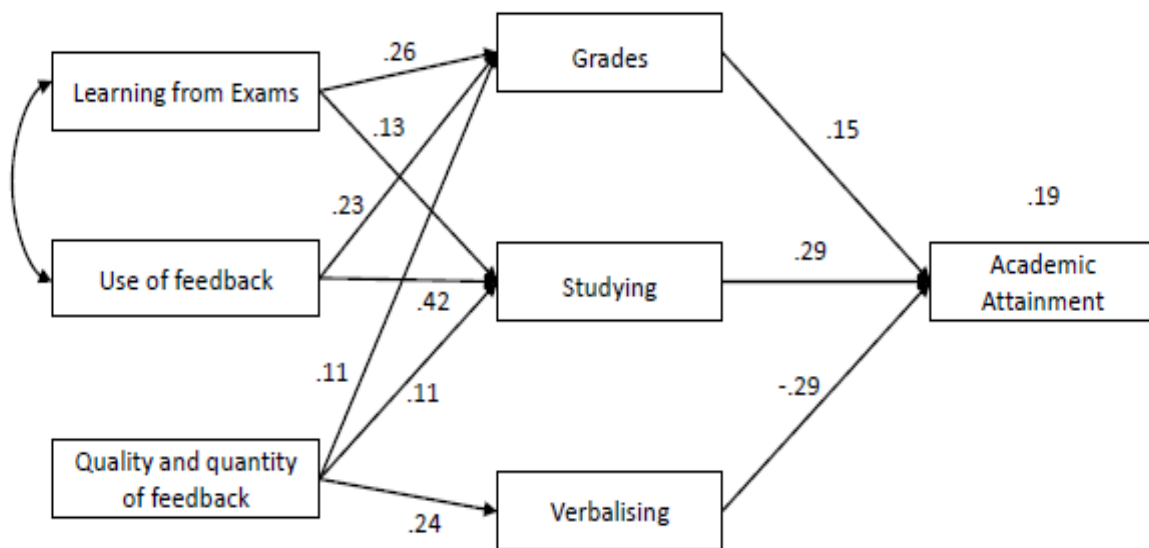 .26
Grades
Learning from Exams
.13
.15
.19
.23
Use of feedback
.42
Studying
.29
Academic
Attainment
.11
.11
-.29
Quality and quantity
of feedback
.24
Verbalising